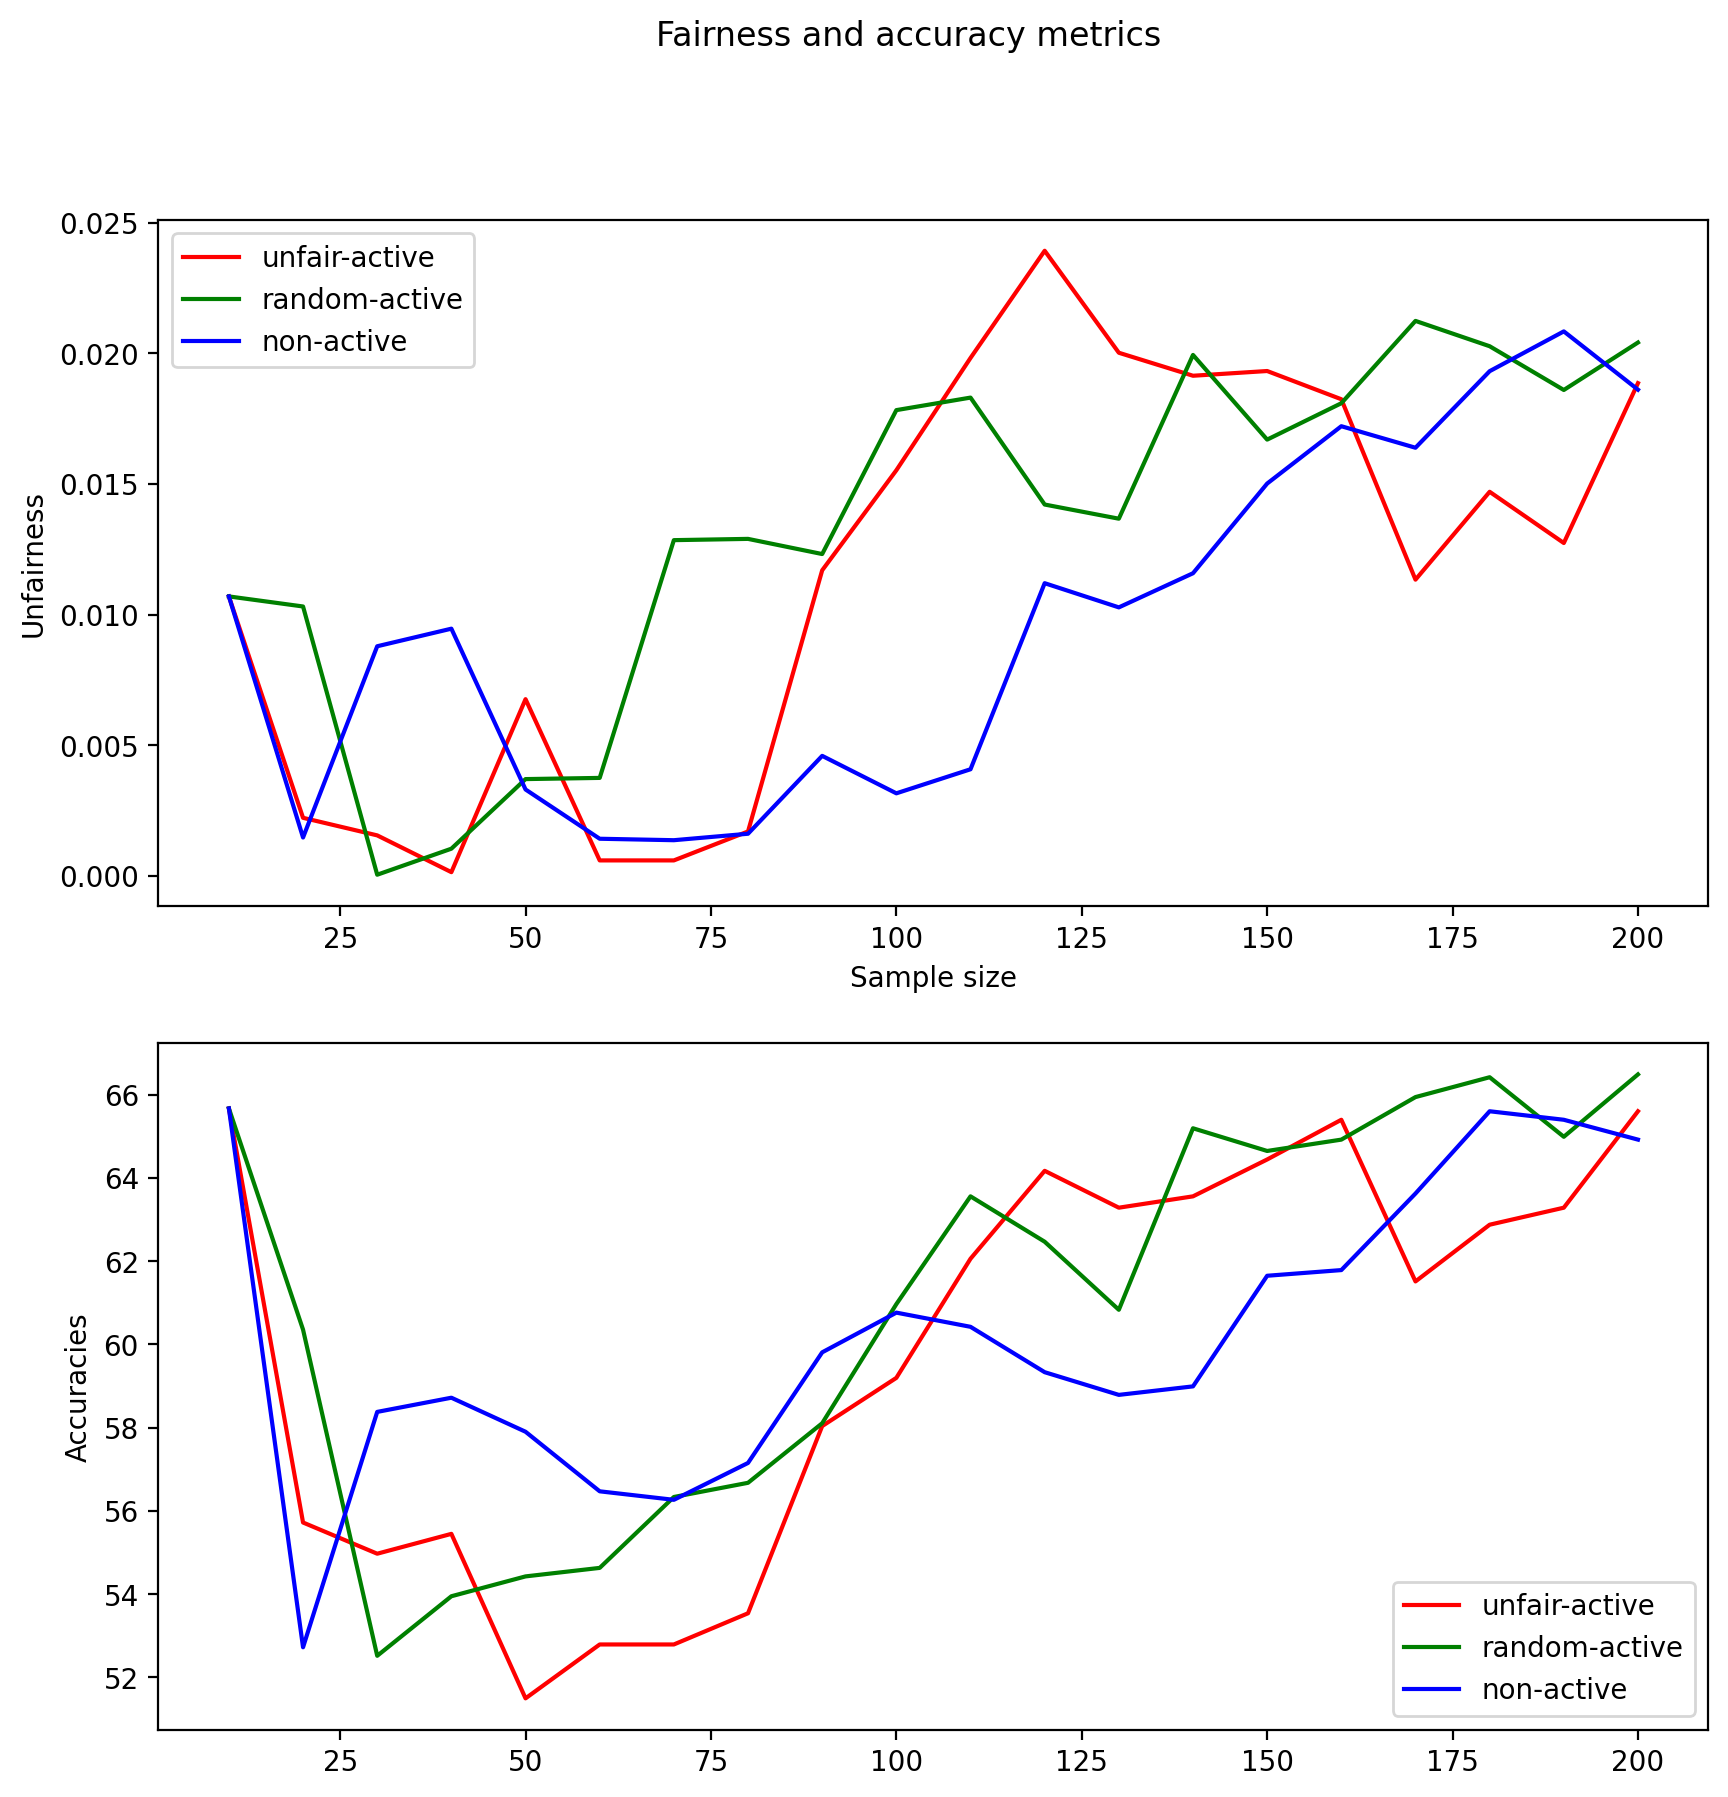 Fairness and accuracy metrics
0.025
0.020
0.015
0.010
0.005
0.000
Unfairness
unfair-active
random-active
non-active
25 50 75 100 125 150 175 200
Sample size
66
64
62
60
58
56
54
52
Accuracies
unfair-active
random-active
non-active
25 50 75 100 125 150 175 200